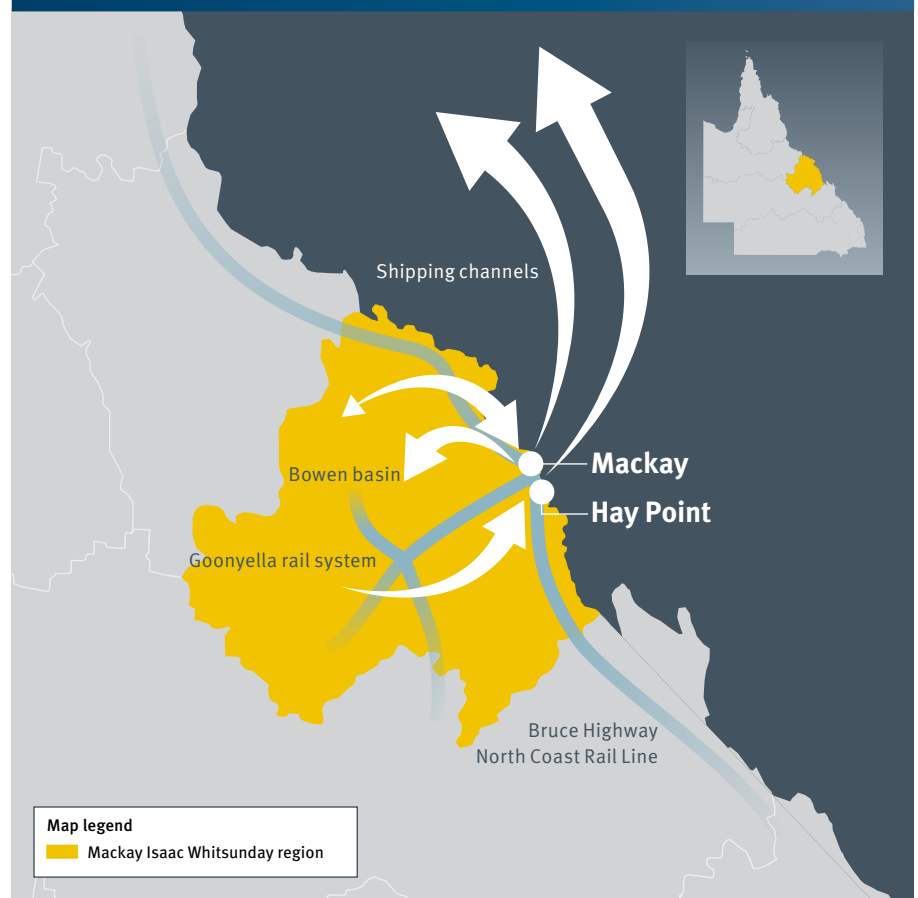 Shipping channels
Mackay
Bowen basin
Hay Point
Goonyella rail system
Bruce Highway
North Coast Rail Line
Map legend
Mackay Isaac Whitsunday region